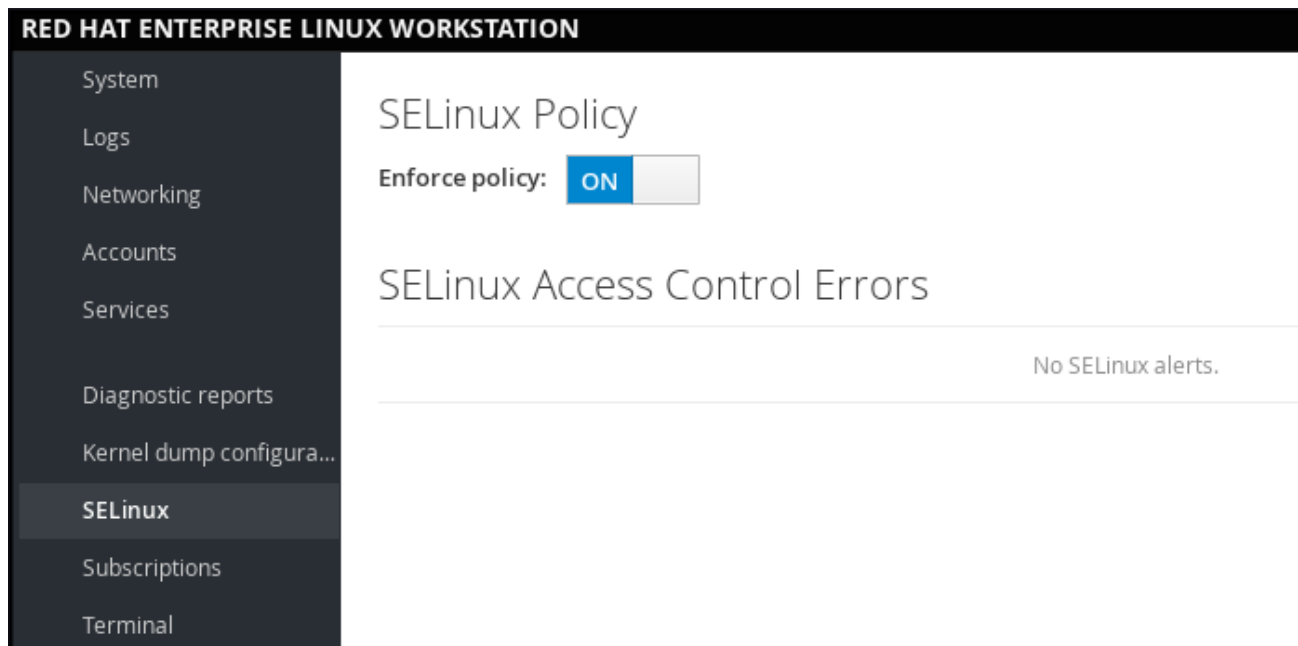 RED HAT ENTERPRISE LINUX WORKSTATION
System
Logs
Networking
Accounts
Services
Diagnostic reports
Kernel dump configura...
SELinux
Subscriptions
Terminal
SELinux Policy
Enforce policy: ON
SELinux Access Control Errors
No SELinux alerts.